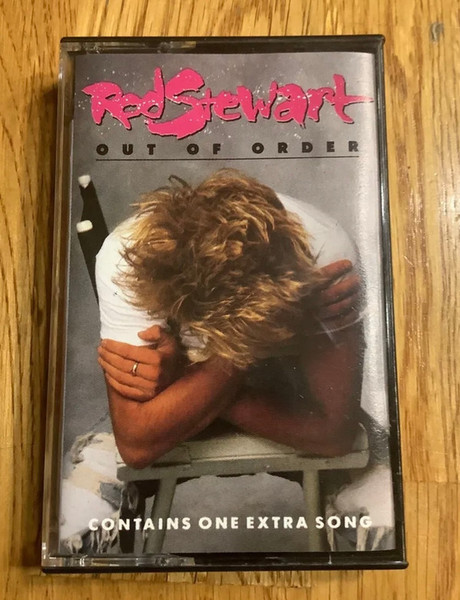 Rod Stewart
OUT OF ORDER
CONTAINS ONE EXTRA SONG